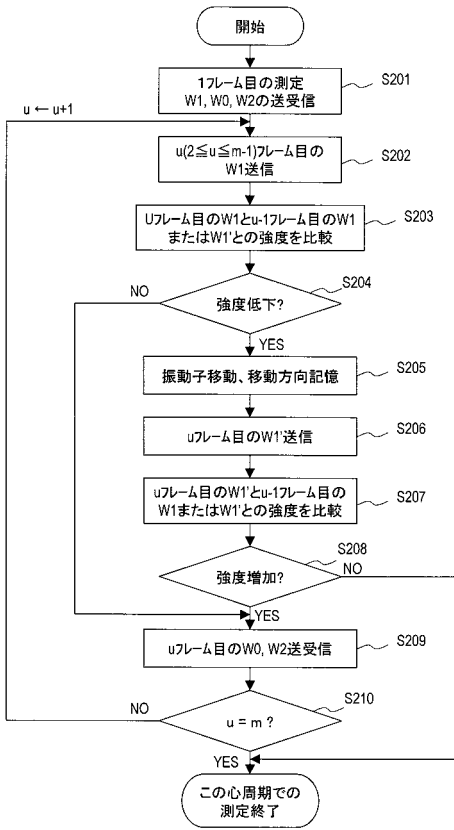 開始
1フレーム目の測定
W1, W0, W2の送受信
S201
u ← u+1
u(2≦u≦m-1)フレーム目の
W1送信
S202
Uフレーム目のW1とu-1フレーム目のW1
またはW1'との強度を比較
S203
S204
NO
強度低下?
YES
振動子移動、移動方向記憶
S205
uフレーム目のW1'送信
S206
uフレーム目のW1'とu-1フレーム目の
W1またはW1'との強度を比較
S207
S208
強度増加?
NO
YES
uフレーム目のW0, W2送受信
S209
S210
NO
u = m ?
YES
この心周期での
測定終了